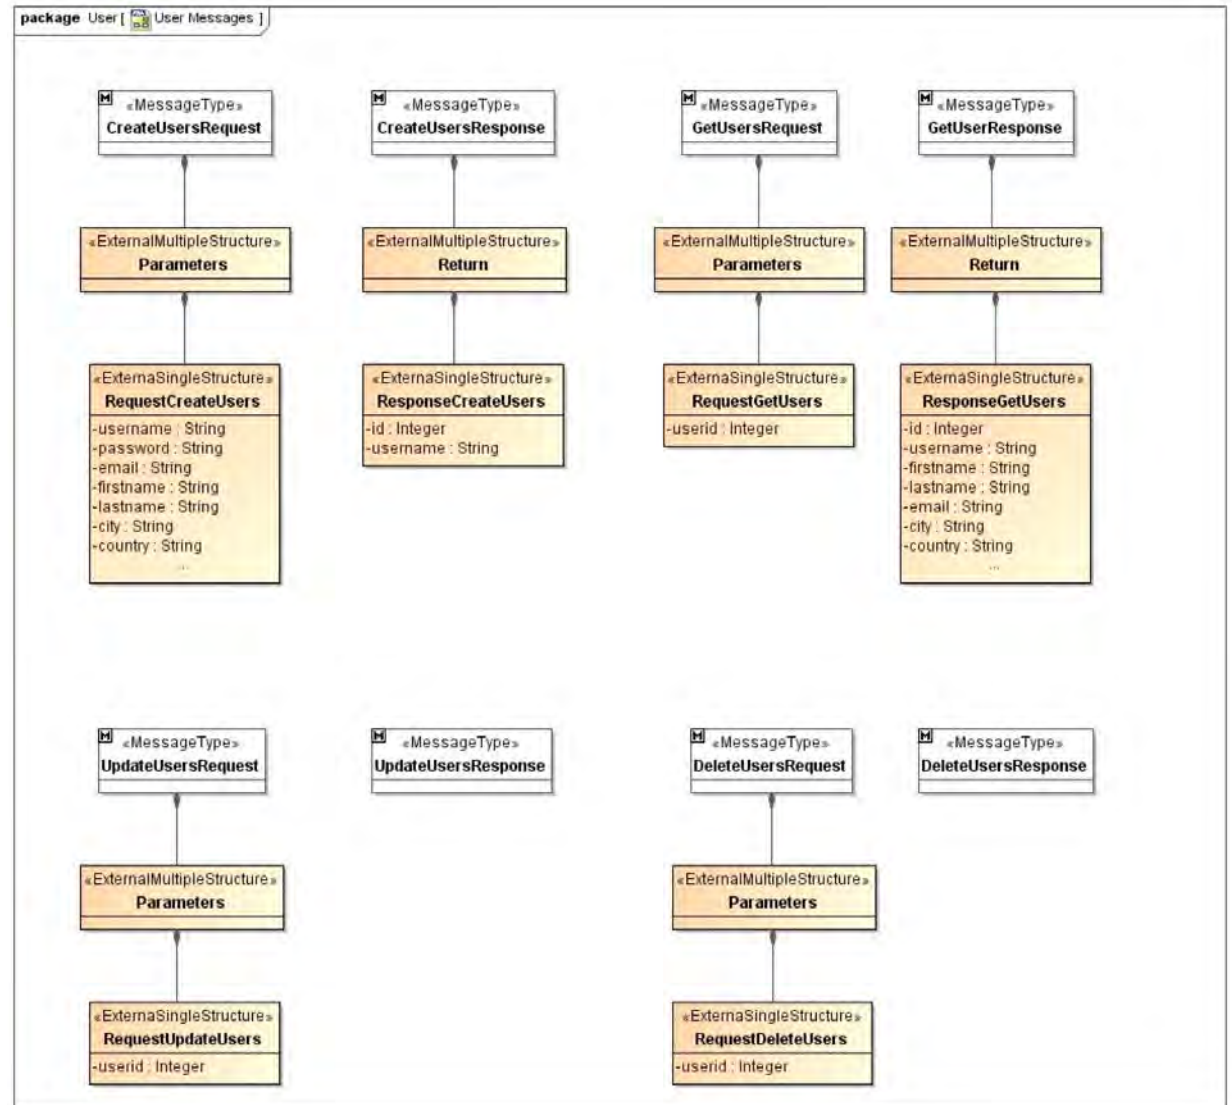 package User [ User Messages ]
«MessageType»
CreateUsersRequest
«MessageType»
CreateUsersResponse
«MessageType»
GetUsersRequest
«MessageType»
GetUserResponse
«ExternalMultipleStructure»
Parameters
«ExternalMultipleStructure»
Return
«ExternalMultipleStructure»
Parameters
«ExternalMultipleStructure»
Return
«ExternaSingleStructure»
RequestCreateUsers
-username : String
-password : String
-email : String
-firstname : String
-lastname : String
-city : String
-country : String
...
«ExternaSingleStructure»
ResponseCreateUsers
-id : Integer
-username : String
«ExternaSingleStructure»
RequestGetUsers
-userid : Integer
«ExternaSingleStructure»
ResponseGetUsers
-id : Integer
-username : String
-firstname : String
-lastname : String
-email : String
-city : String
-country : String
...
«MessageType»
UpdateUsersRequest
«MessageType»
UpdateUsersResponse
«MessageType»
DeleteUsersRequest
«MessageType»
DeleteUsersResponse
«ExternalMultipleStructure»
Parameters
«ExternalMultipleStructure»
Parameters
«ExternaSingleStructure»
RequestUpdateUsers
-userid : Integer
«ExternaSingleStructure»
RequestDeleteUsers
-userid : Integer